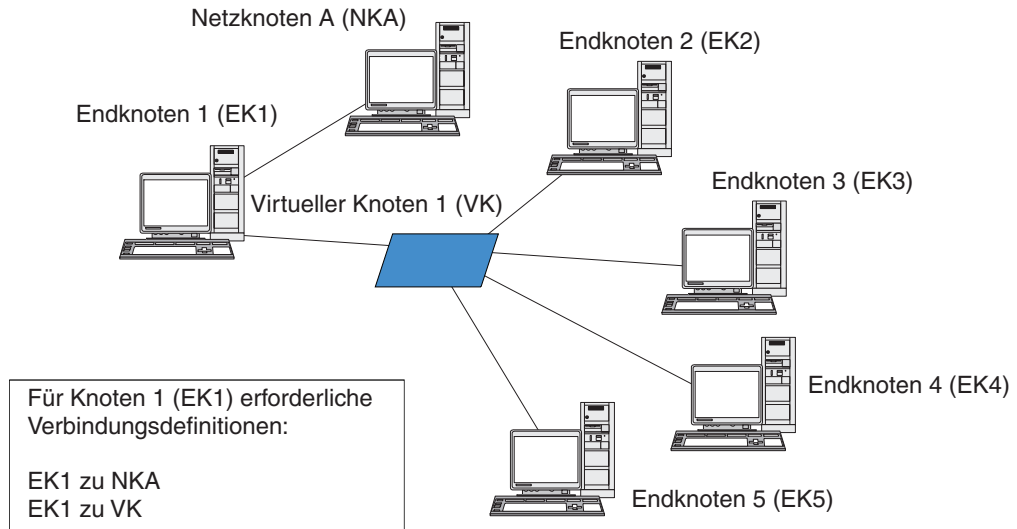 Netzknoten A (NKA)
Endknoten 2 (EK2)
Endknoten 1 (EK1)
Endknoten 3 (EK3)
Virtueller Knoten 1 (VK)
Endknoten 4 (EK4)
Für Knoten 1 (EK1) erforderliche
Verbindungsdefinitionen:
EK1 zu NKA
EK1 zu VK
Endknoten 5 (EK5)